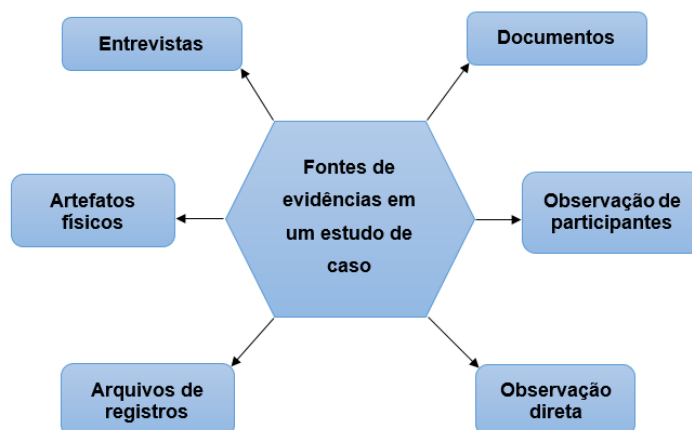 Entrevistas
Documentos
Fontes de
evidências em
um estudo de
caso
Artefatos
físicos
Observação de
participantes
Arquivos de
registros
Observação
direta